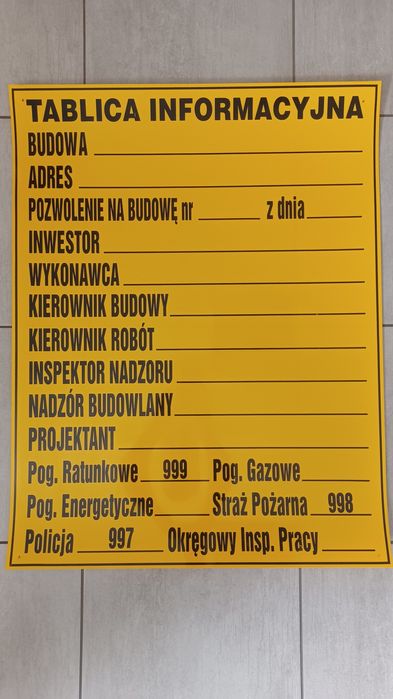 TABLICA INFORMACYJNA
BUDOWA
ADRES
POZWOLENIE NA BUDOWĘ nr z dnia
INWESTOR
WYKONAWCA
KIEROWNIK BUDOWY
KIEROWNIK ROBÓT
INSPEKTOR NADZORU
NADZÓR BUDOWLANY
PROJEKTANT
Pog. Ratunkowe 999 Pog. Gazowe
Pog. Energetyczne Straż Pożarna 998
Policja 997 Okręgowy Insp. Pracy